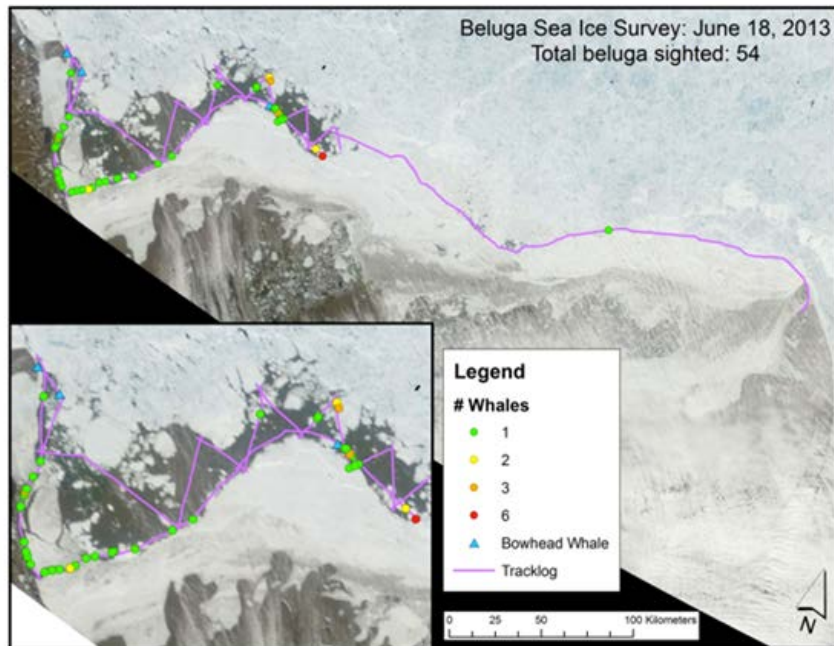 Beluga Sea Ice Survey: June 18, 2013
Total beluga sighted: 54
Legend
# Whales
1
2
3
6
Bowhead Whale
Tracklog
0 25 50 100 Kilometers
N